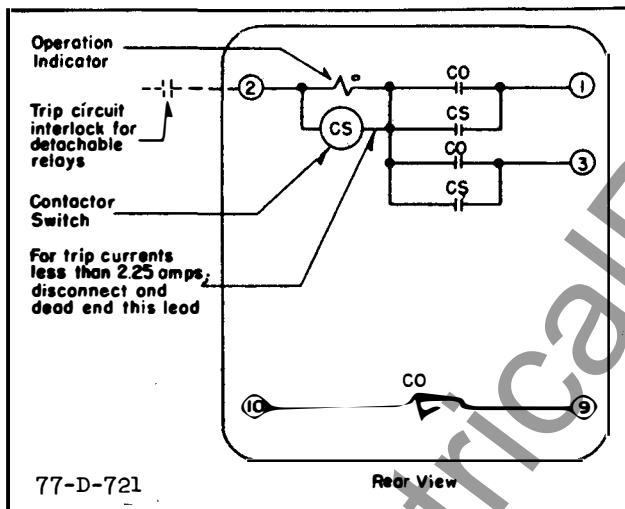 Operation
Indicator
Trip circuit
interlock for
detachable
relays
Contactor
Switch
For trip currents
less than 2.25 amps,
disconnect and
dead end this lead
2
CS
CO
1
CS
CO
3
CS
CO
10
9
77-D-721
Rear View